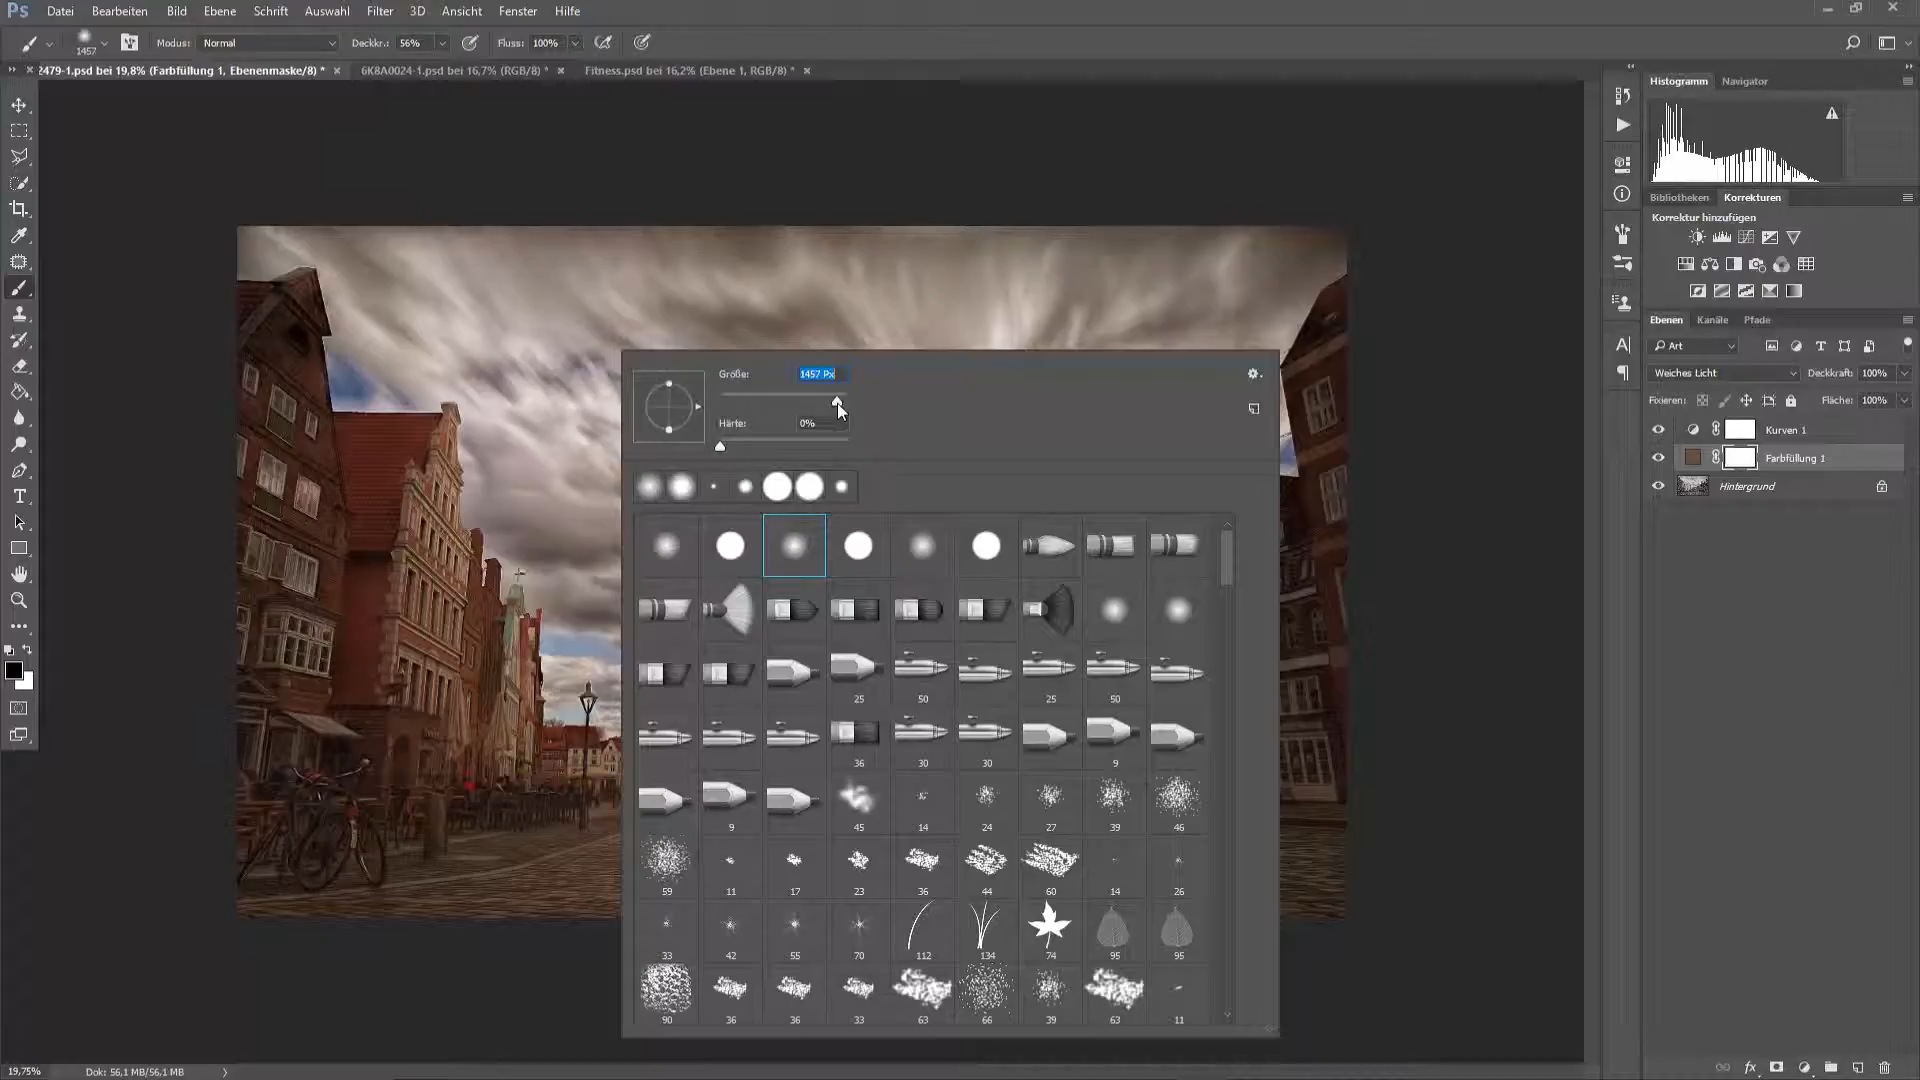 Ps Datei Bearbeiten Bild Ebene Schrift Auswahl Filter 3D Ansicht Fenster Hilfe
1457 Modus: Normal Deckkr.: 56% Fluss: 100%
2479-1.psd bei 19,8% (Farbfüllung 1, Ebenenmaske/8) * 6K8A0024-1.psd bei 16,7% (RGB/8) * Fitness.psd bei 16,2% (Ebene 1, RGB/8) *
Histogramm Navigator
Bibliotheken Korrekturen
Korrektur hinzufügen
Ebenen Kanäle Pfade
Art
Weiches Licht Deckkraft: 100%
Fixieren: Fläche: 100%
Kurven 1
Farbfüllung 1
Hintergrund
Größe: 1457 Px
Härte: 0%
25 50 25 50
36 30 30 9
9 45 14 24 27 39 46
59 11 17 23 36 44 60 14 26
33 42 55 70 112 134 74 95 95
90 36 36 33 63 66 39 63 11
19,75% Dok: 56,1 MB/56,1 MB